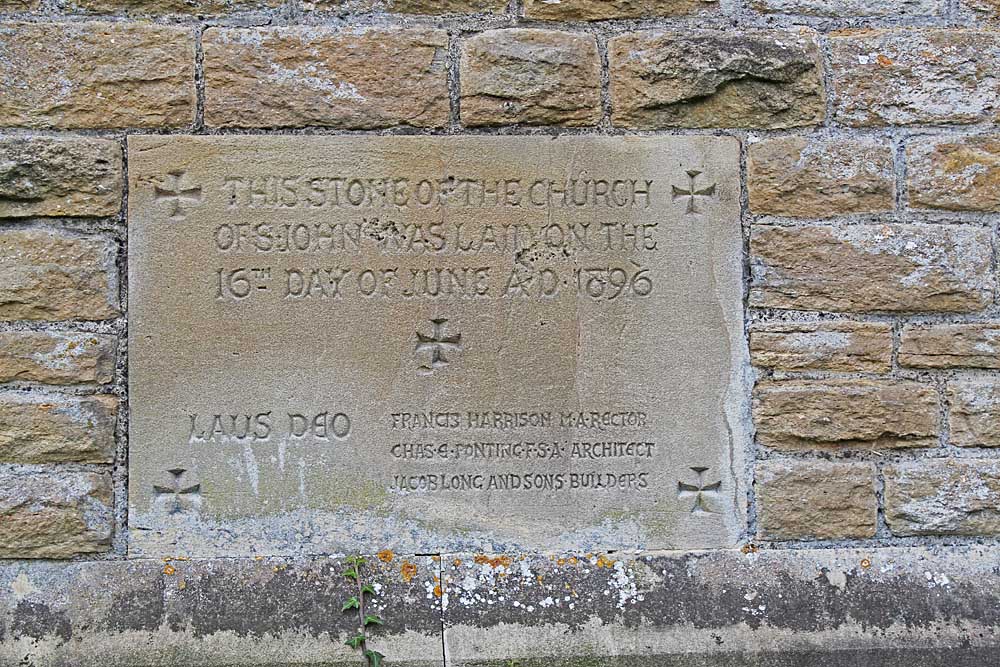 THIS STONE OF THE CHURCH
OF S· JOHN WAS LAID ON THE
16TH DAY OF JUNE A·D· 1896
LAUS DEO
FRANCIS HARRISON M·A· RECTOR
CHAS·E·PONTING·F·S·A· ARCHITECT
JACOB LONG AND SONS BUILDERS